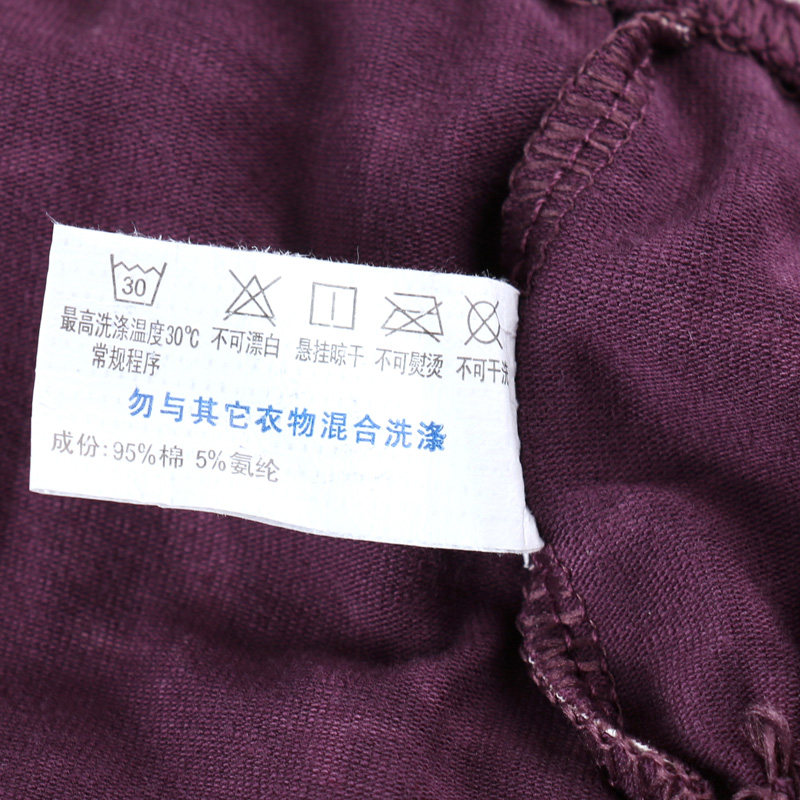 30
最高洗涤温度30℃ 不可漂白 悬挂晾干 不可熨烫 不可干洗
常规程序
勿与其它衣物混合洗涤
成份:95%棉 5%氨纶